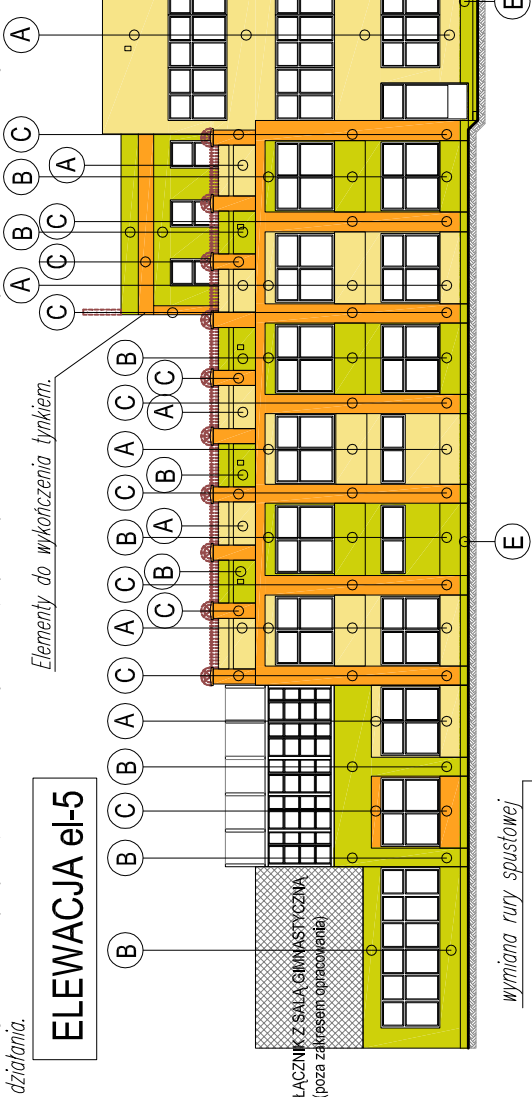 działania.
ELEWACJA el-5
Elementy do wykończenia tynkiem.
A
C
B
A
B
C
C
A
C
B
C
C
A
A
B
C
B
A
C
B
C
A
C
A
B
C
B
B
ŁĄCZNIK Z SALĄ GIMNASTYCZNĄ
(poza zakresem opracowania)
E
wymiana rury spustowej